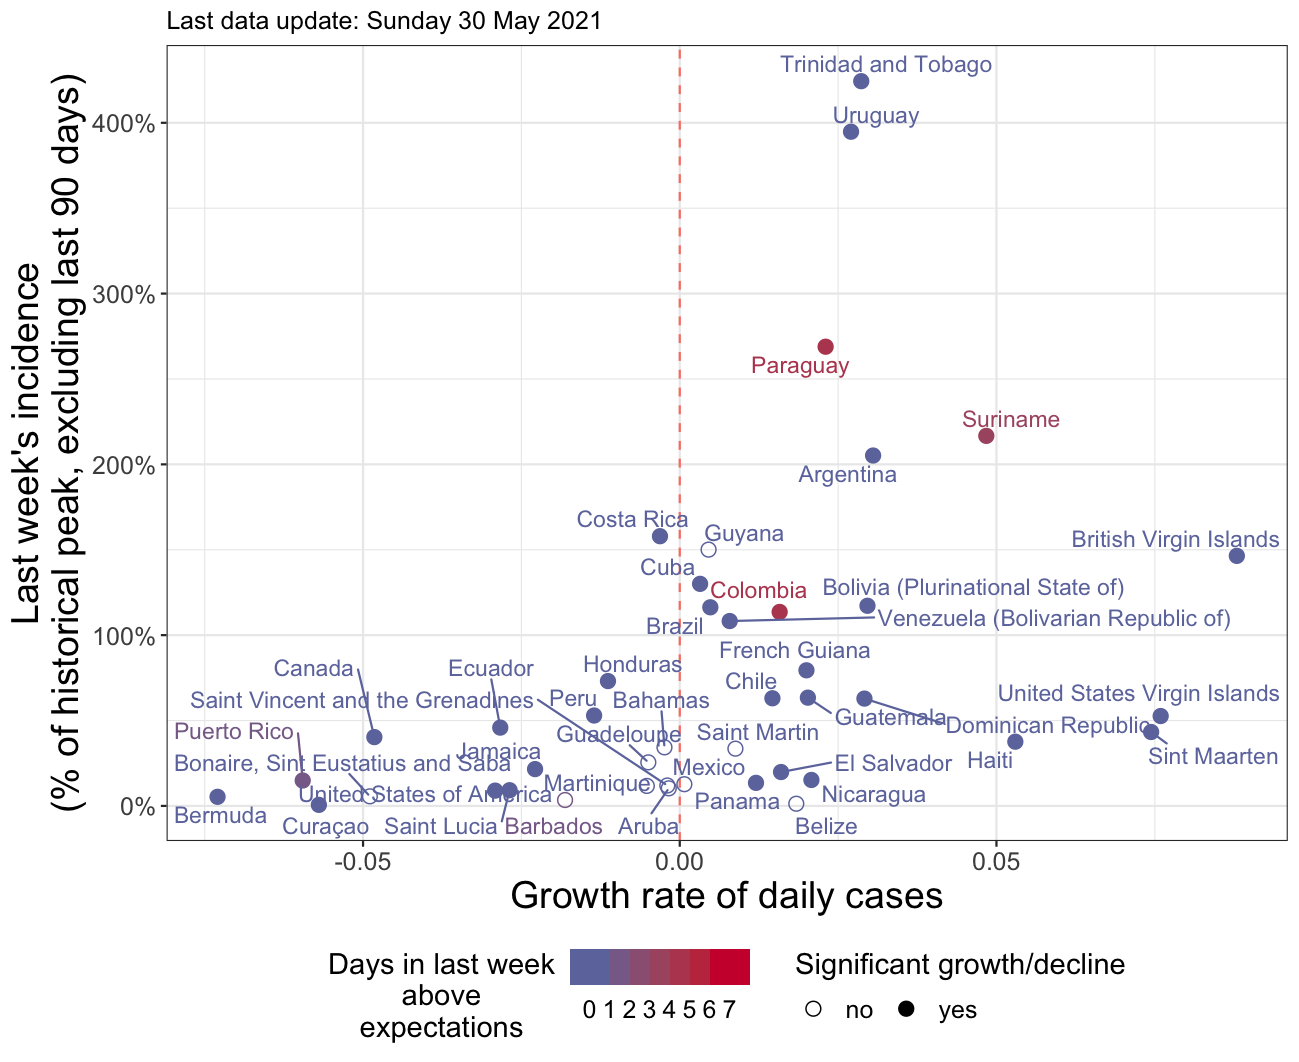 Last data update: Sunday 30 May 2021
Last week's incidence
(% of historical peak, excluding last 90 days)
400%
300%
200%
100%
0%
Trinidad and Tobago
Uruguay
Paraguay
Suriname
Argentina
Costa Rica
Guyana
British Virgin Islands
Cuba
Colombia
Bolivia (Plurinational State of)
Brazil
Venezuela (Bolivarian Republic of)
French Guiana
Canada
Ecuador
Honduras
Chile
United States Virgin Islands
Saint Vincent and the Grenadines
Peru
Bahamas
Guatemala
Dominican Republic
Puerto Rico
Guadeloupe
Saint Martin
Jamaica
Haiti
Sint Maarten
Bonaire, Sint Eustatius and Saba
Mexico
El Salvador
Martinique
United States of America
Panama
Nicaragua
Bermuda
Curaçao
Saint Lucia
Barbados
Aruba
Belize
-0.05
0.00
0.05
Growth rate of daily cases
Days in last week
above
expectations
0 1 2 3 4 5 6 7
Significant growth/decline
no
yes